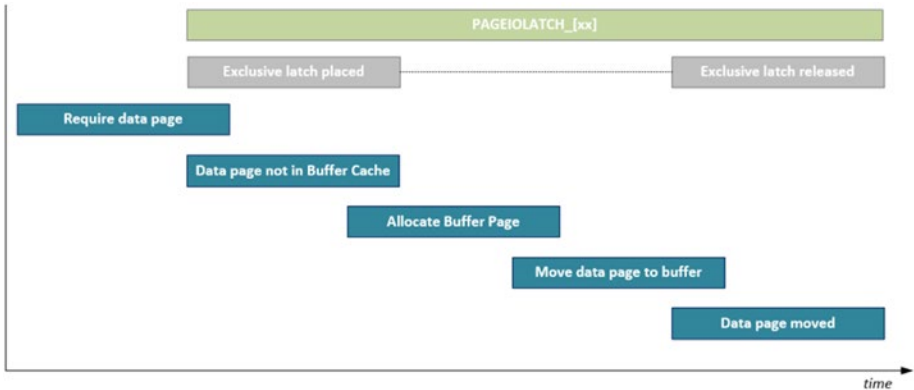 PAGEIOLATCH_[xx]
Exclusive latch placed
Exclusive latch released
Require data page
Data page not in Buffer Cache
Allocate Buffer Page
Move data page to buffer
Data page moved
time